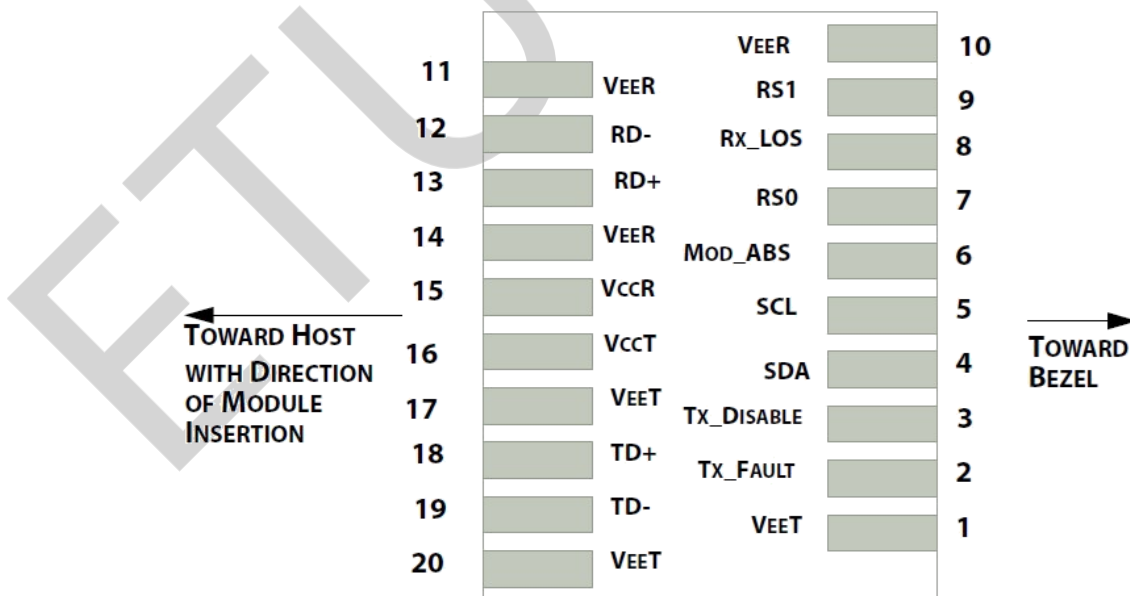 VEER 10
11 VEER
RS1 9
12 RD-
RX_LOS 8
13 RD+
RS0 7
14 VEER
MOD_ABS 6
15 VCCR
SCL 5
TOWARD HOST
WITH DIRECTION
OF MODULE
INSERTION
16 VCCT
TOWARD
BEZEL
SDA 4
17 VEET
TX_DISABLE 3
18 TD+
TX_FAULT 2
19 TD-
VEET 1
20 VEET